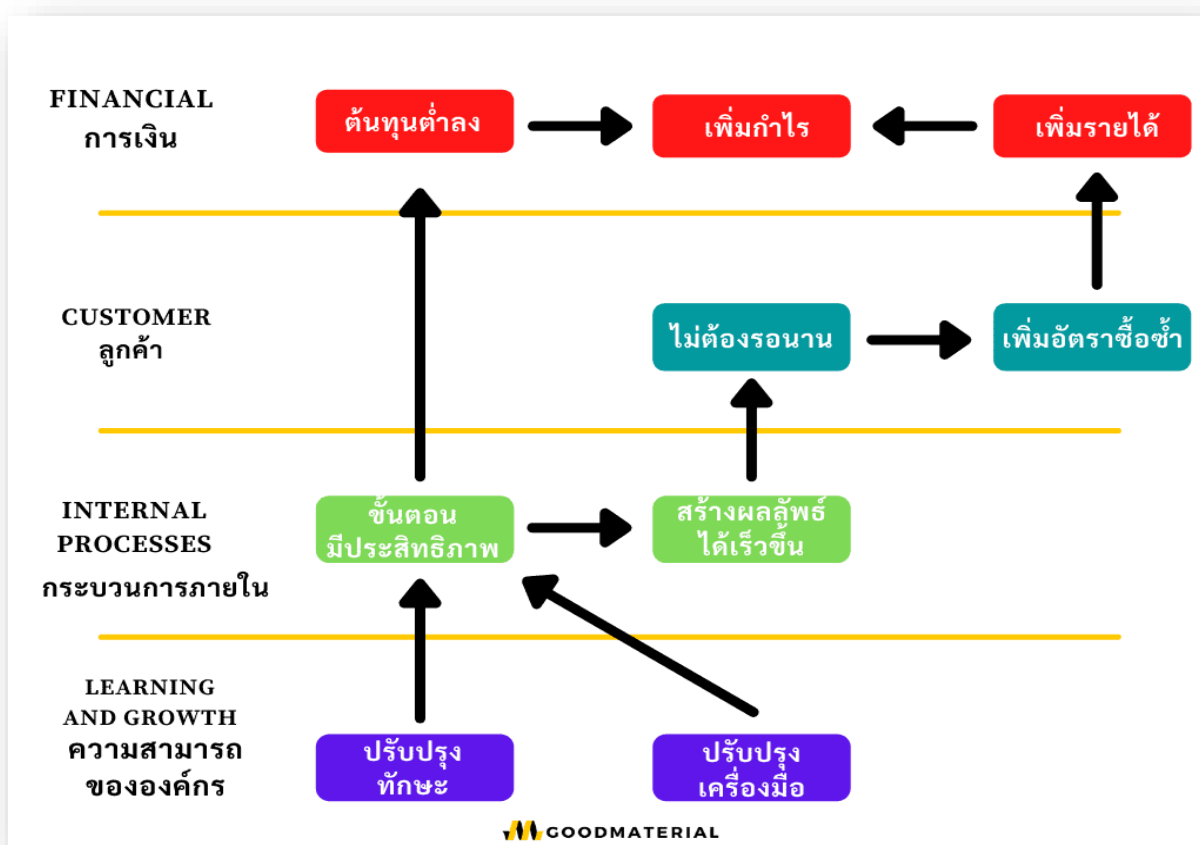 FINANCIAL
การเงิน
ต้นทุนต่ำลง
เพิ่มกำไร
เพิ่มรายได้
CUSTOMER
ลูกค้า
ไม่ต้องรอนาน
เพิ่มอัตราซื้อซ้ำ
INTERNAL
PROCESSES
กระบวนการภายใน
ขั้นตอน
มีประสิทธิภาพ
สร้างผลลัพธ์
ได้เร็วขึ้น
LEARNING
AND GROWTH
ความสามารถ
ขององค์กร
ปรับปรุง
ทักษะ
ปรับปรุง
เครื่องมือ
GOODMATERIAL